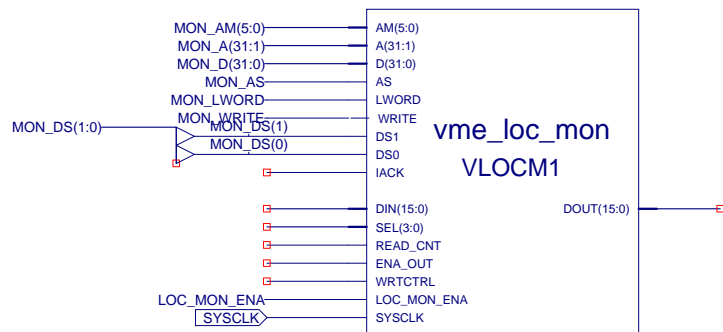 MON_AM(5:0) AM(5:0)
MON_A(31:1) A(31:1)
MON_D(31:0) D(31:0)
MON_AS AS
MON_LWORD LWORD
MON_WRITE WRITE
MON_DS(1:0) MON_DS(1) DS1
MON_DS(0) DS0
IACK
vme_loc_mon
VLOCM1
DIN(15:0) DOUT(15:0)
SEL(3:0)
READ_CNT
ENA_OUT
WRTCTRL
LOC_MON_ENA LOC_MON_ENA
SYSCLK SYSCLK